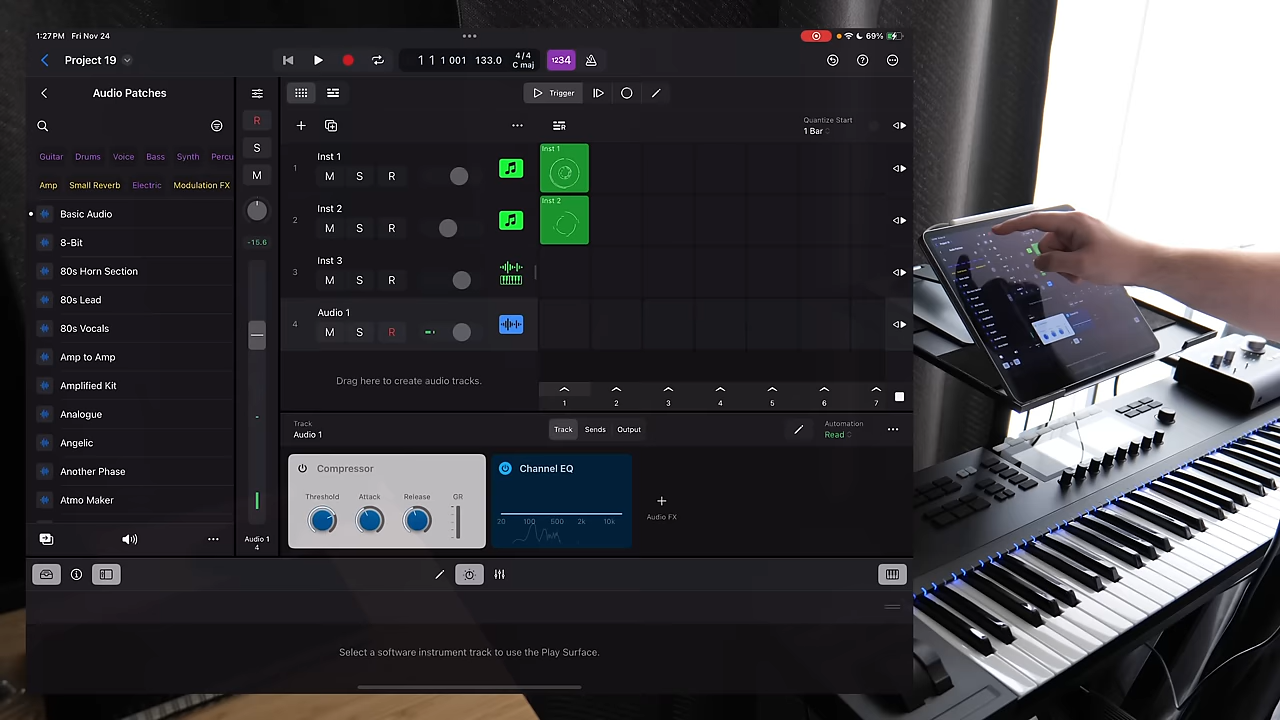 1:27 PM Fri Nov 24
69%
Project 19
1 1 1 001 133.0 4/4 C maj
1234
Audio Patches
Trigger
Guitar Drums Voice Bass Synth Percu
Amp Small Reverb Electric Modulation FX
Basic Audio
8-Bit
80s Horn Section
80s Lead
80s Vocals
Amp to Amp
Amplified Kit
Analogue
Angelic
Another Phase
Atmo Maker
R
S
M
-15.6
Audio 1
4
Quantize Start
1 Bar
1 Inst 1
M S R
Inst 1
2 Inst 2
M S R
Inst 2
3 Inst 3
M S R
4 Audio 1
M S R
Drag here to create audio tracks.
1 2 3 4 5 6 7
Track
Audio 1
Track Sends Output
Automation
Read
Compressor
Threshold Attack Release GR
Channel EQ
20 100 500 2k 10k
Audio FX
Select a software instrument track to use the Play Surface.